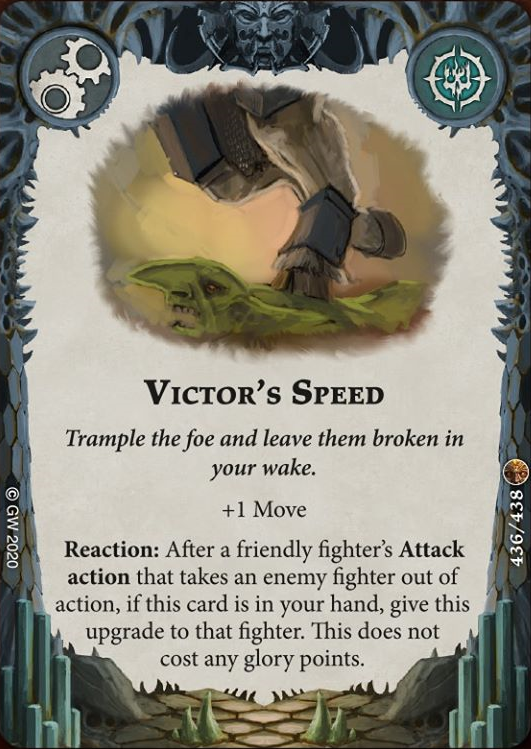 Victor's Speed
Trample the foe and leave them broken in
your wake.
+1 Move
Reaction: After a friendly fighter's Attack
action that takes an enemy fighter out of
action, if this card is in your hand, give this
upgrade to that fighter. This does not
cost any glory points.
© GW 2020
436/438